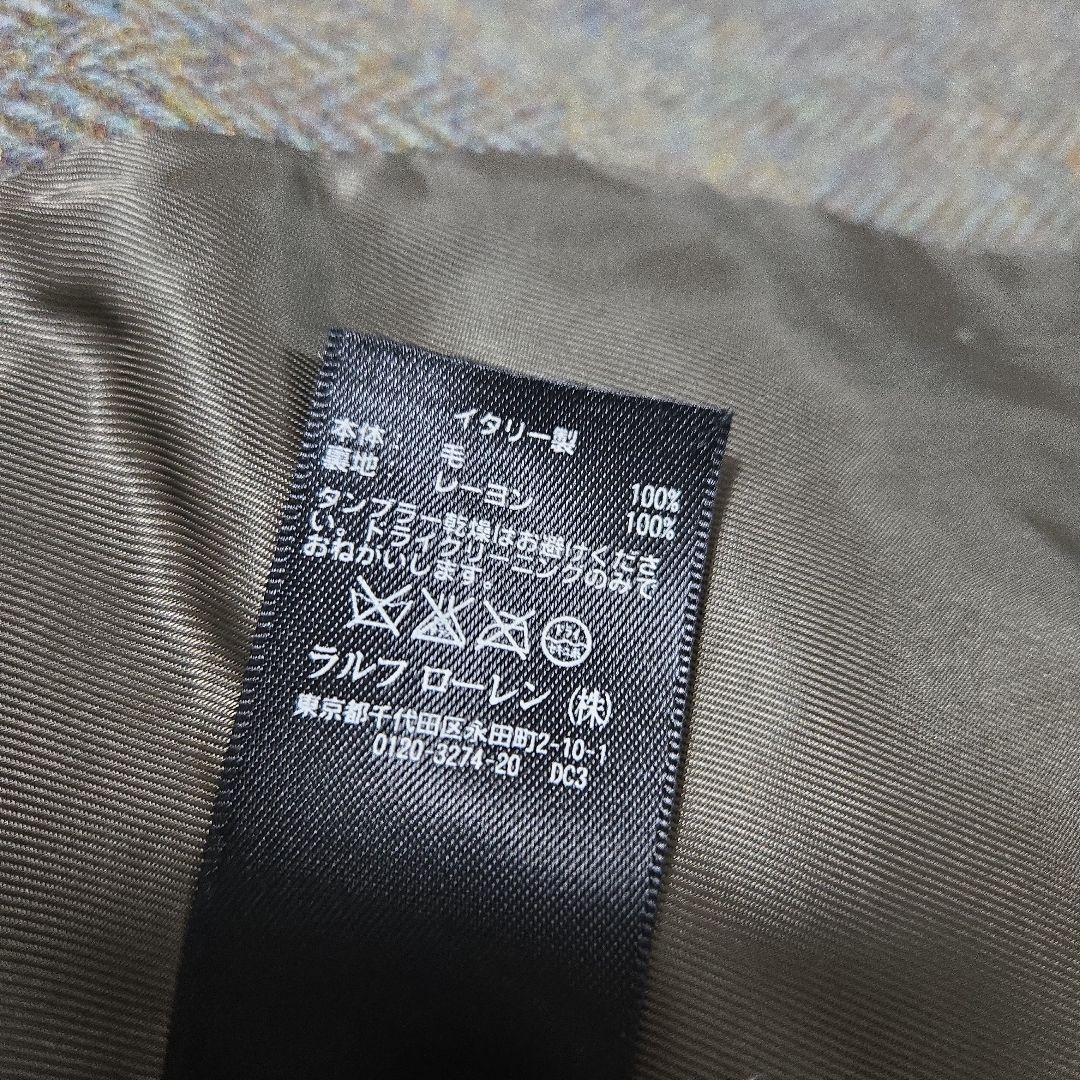 イタリー製
本体: 毛 100%
裏地 レーヨン 100%
タンブラー乾燥はお避けくださ
い。ドライクリーニングのみで
おねがいします。
ラルフ ローレン (株)
東京都千代田区永田町2-10-1
0120-3274-20 DC3